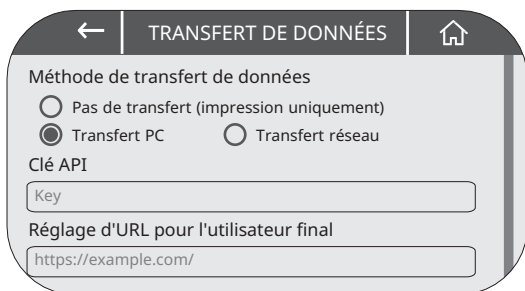 TRANSFERT DE DONNÉES
Méthode de transfert de données
Pas de transfert (impression uniquement)
Transfert PC Transfert réseau
Clé API
Key
Réglage d'URL pour l'utilisateur final
https://example.com/